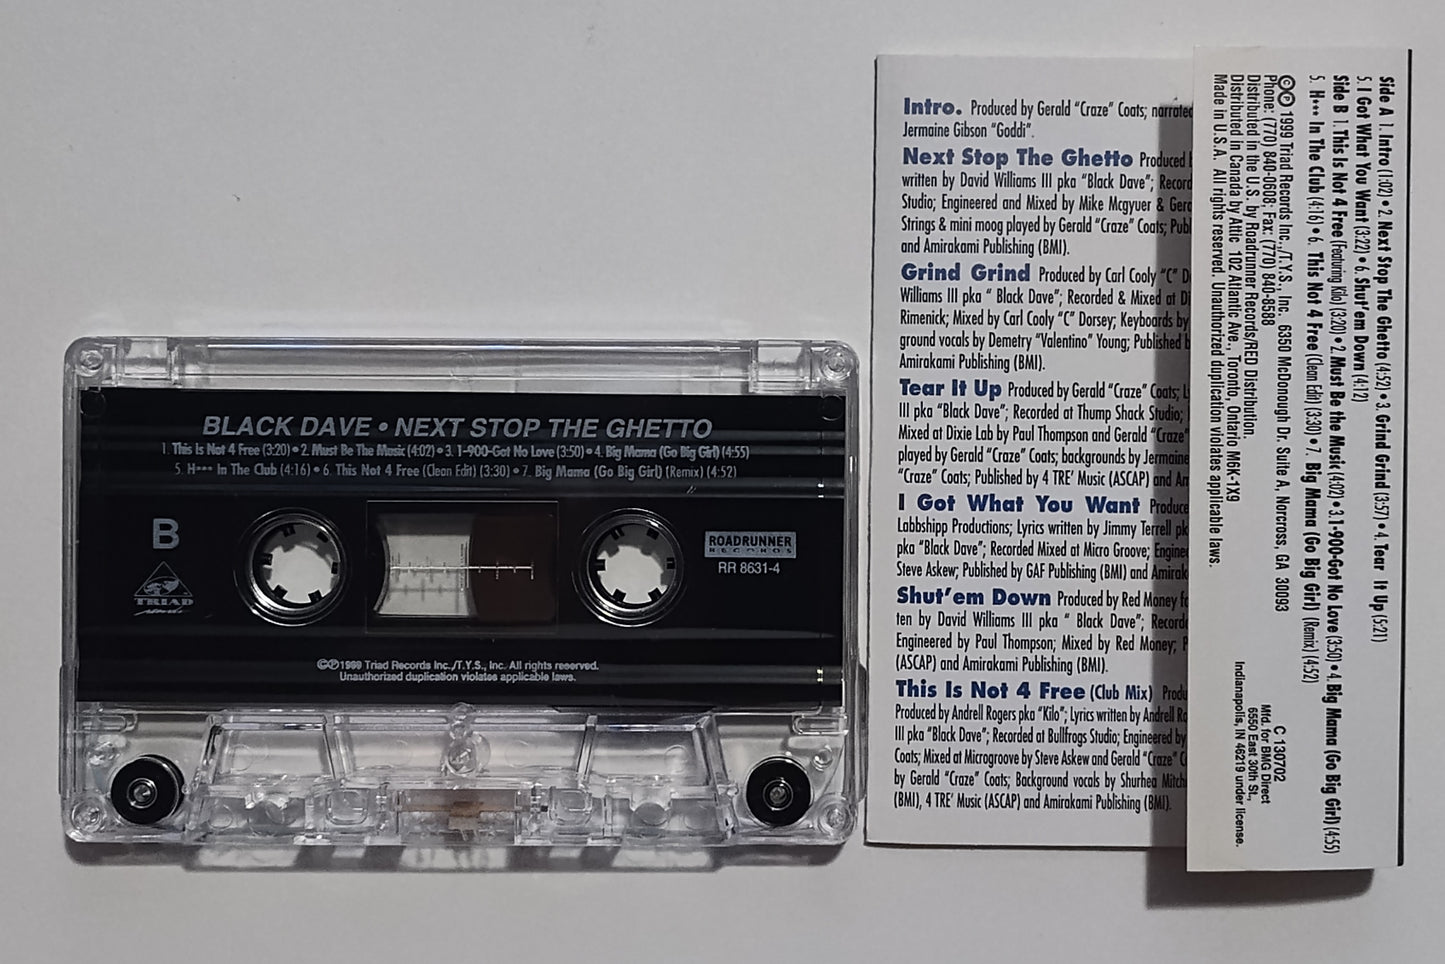 BLACK DAVE • NEXT STOP THE GHETTO
1. This Is Not 4 Free (3:20) • 2. Must Be The Music (4:02) • 3. 1-900-Got No Love (3:50) • 4. Big Mama (Go Big Girl) (4:55)
5. H*** In The Club (4:16) • 6. This Not 4 Free (Clean Edit) (3:30) • 7. Big Mama (Go Big Girl) (Remix) (4:52)
B
TRIAD
records
ROADRUNNER
RECORDS
RR 8631-4
©℗1999 Triad Records Inc./T.Y.S., Inc. All rights reserved.
Unauthorized duplication violates applicable laws.
Intro. Produced by Gerald "Craze" Coats; narrated
Jermaine Gibson "Goddi".
Next Stop The Ghetto Produced
written by David Williams III pka "Black Dave";
Studio; Engineered and Mixed by Mike Mcgyuer &
Strings & mini moog played by Gerald "Craze" Coats;
and Amirakami Publishing (BMI).
Grind Grind Produced by Carl Cooly "C"
Williams III pka " Black Dave"; Recorded & Mixed at
Rimenick; Mixed by Carl Cooly "C" Dorsey; Keyboards by
ground vocals by Demetry "Valentino" Young; Published
Amirakami Publishing (BMI).
Tear It Up Produced by Gerald "Craze" Coats;
III pka "Black Dave"; Recorded at Thump Shack Studio;
Mixed at Dixie Lab by Paul Thompson and Gerald "Craze"
played by Gerald "Craze" Coats; backgrounds by Jermaine
"Craze" Coats; Published by 4 TRE' Music (ASCAP) and
I Got What You Want
Labbshipp Productions; Lyrics written by Jimmy Terrell
pka "Black Dave"; Recorded Mixed at Micro Groove;
Steve Askew; Published by GAF Publishing (BMI) and
Shut'em Down Produced by Red Money
ten by David Williams III pka " Black Dave";
Engineered by Paul Thompson; Mixed by Red Money;
(ASCAP) and Amirakami Publishing (BMI).
This Is Not 4 Free (Club Mix)
Produced by Andrell Rogers pka "Kilo"; Lyrics written by Andrell
III pka "Black Dave"; Recorded at Bullfrogs Studio; Engineered by
Coats; Mixed at Microgroove by Steve Askew and Gerald "Craze"
by Gerald "Craze" Coats; Background vocals by Shurhea
(BMI), 4 TRE' Music (ASCAP) and Amirakami Publishing (BMI).
Side A 1. Intro (1:02) • 2. Next Stop The Ghetto (4:52) • 3. Grind Grind (3:57) • 4. Tear It Up (5:21)
5. I Got What You Want (3:22) • 6. Shut'em Down (4:12)
Side B 1. This Is Not 4 Free (Featuring Kilo) (3:20) • 2. Must Be the Music (4:02) • 3.1-900-Got No Love (3:50) • 4. Big Mama (Go Big Girl) (4:55)
5. H*** In The Club (4:16) • 6. This Not 4 Free (Clean Edit) (3:30) • 7. Big Mama (Go Big Girl) (Remix) (4:52)
©℗ 1999 Triad Records Inc./T.Y.S., Inc. 6350 McDonough Dr. Suite A, Norcross, GA 30093
Phone: (770) 840-0608; Fax: (770) 840-8588
Distributed in the U.S. by Roadrunner Records/RED Distribution.
Distributed in Canada by Attic 102 Atlantic Ave., Toronto, Ontario M6K-1X9
Made in U.S.A. All rights reserved. Unauthorized duplication violates applicable laws.
C 130702
Mfd. for BMG Direct
6550 East 30th St.,
Indianapolis, IN 46219 under license.